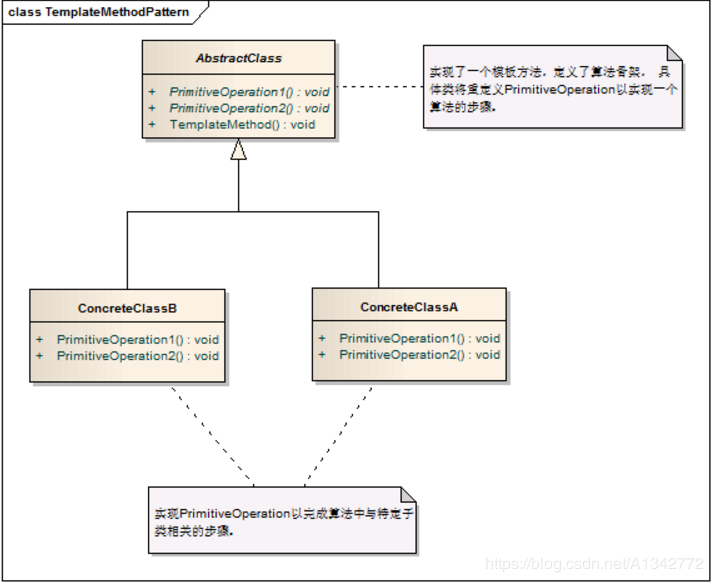 class TemplateMethodPattern
AbstractClass
+ PrimitiveOperation1() : void
+ PrimitiveOperation2() : void
+ TemplateMethod() : void
实现了一个模板方法，定义了算法骨架， 具
体类将重定义PrimitiveOperation以实现一个
算法的步骤。
ConcreteClassB
+ PrimitiveOperation1() : void
+ PrimitiveOperation2() : void
ConcreteClassA
+ PrimitiveOperation1() : void
+ PrimitiveOperation2() : void
实现PrimitiveOperation以完成算法中与特定子
类相关的步骤。
https://blog.csdn.net/A1342772